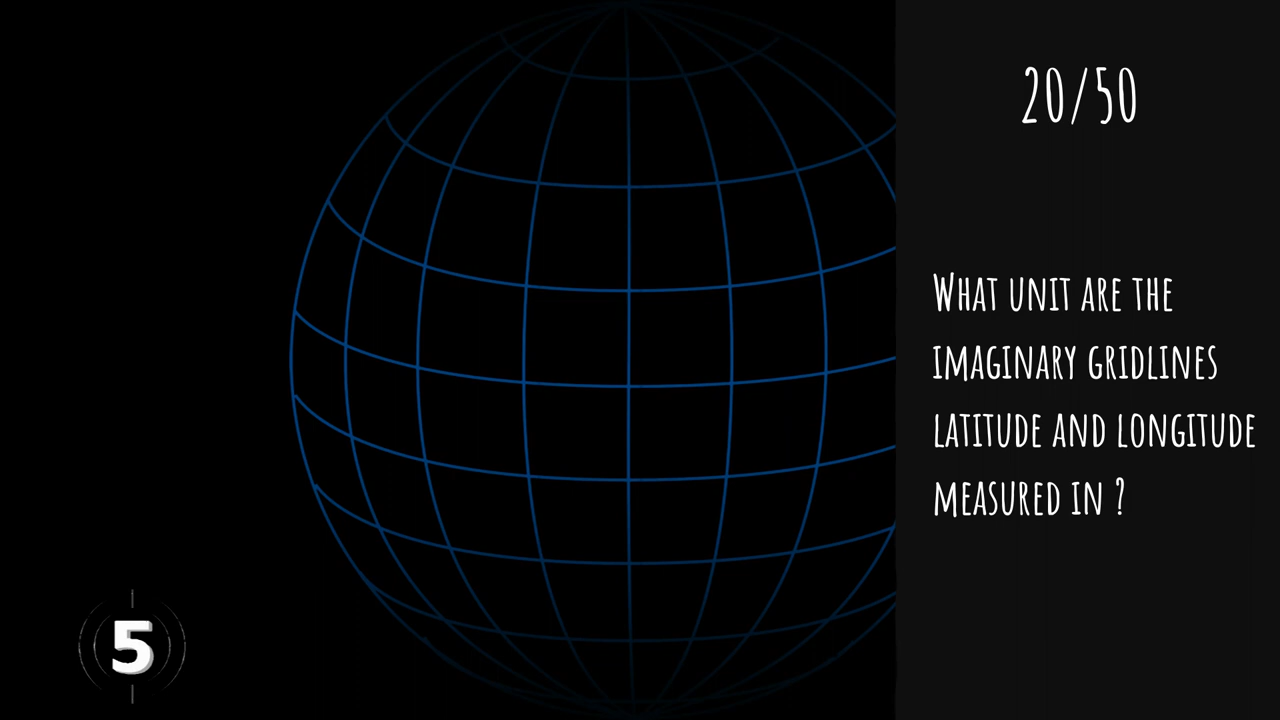 20/50
What unit are the
imaginary gridlines
latitude and longitude
measured in ?
5